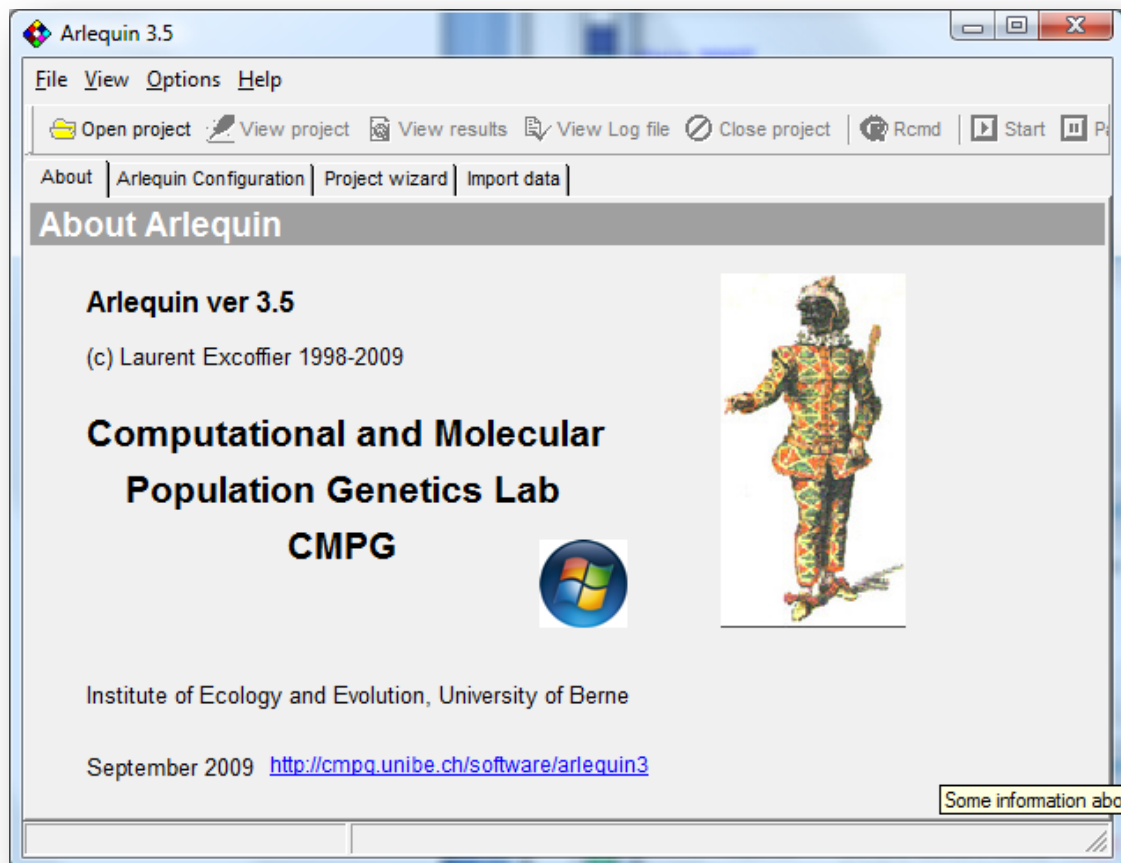 Arlequin 3.5
File View Options Help
Open project View project View results View Log file Close project Rcmd Start
About Arlequin Configuration Project wizard Import data
About Arlequin
Arlequin ver 3.5
(c) Laurent Excoffier 1998-2009
Computational and Molecular
Population Genetics Lab
CMPG
Institute of Ecology and Evolution, University of Berne
September 2009 http://cmpg.unibe.ch/software/arlequin3
Some information abo